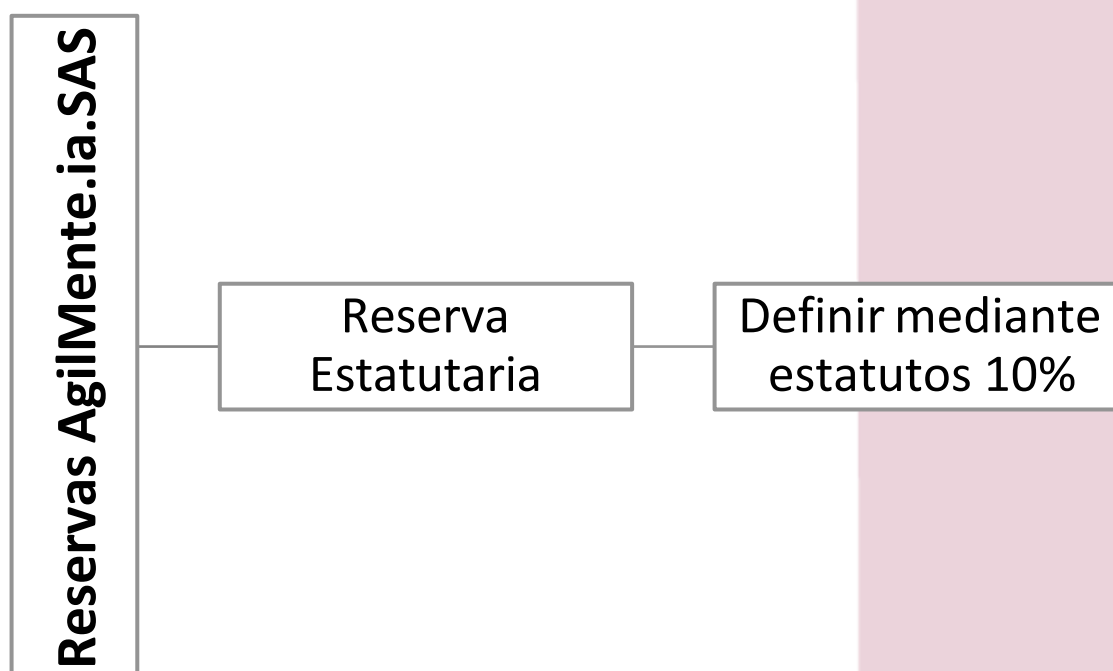 Reservas AgilMente.ia.SAS
Reserva
Estatutaria
Definir mediante
estatutos 10%